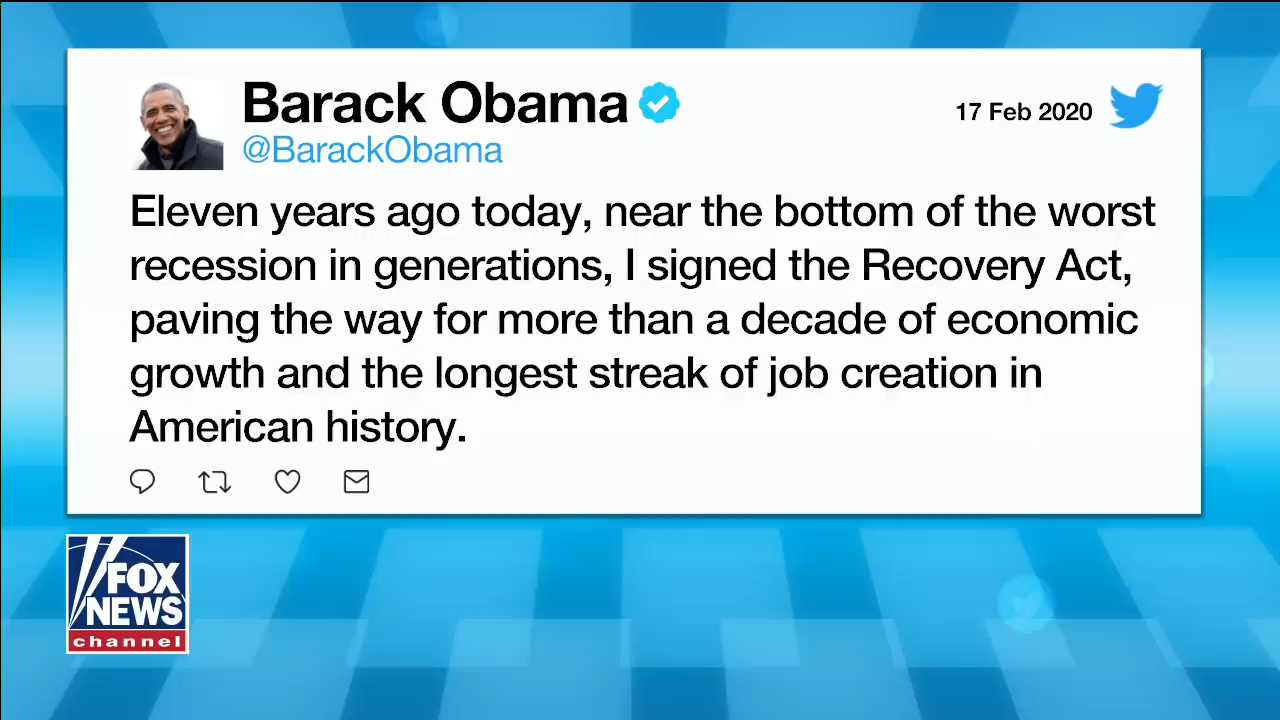 Barack Obama
@BarackObama
17 Feb 2020
Eleven years ago today, near the bottom of the worst
recession in generations, I signed the Recovery Act,
paving the way for more than a decade of economic
growth and the longest streak of job creation in
American history.
FOX
NEWS
channel